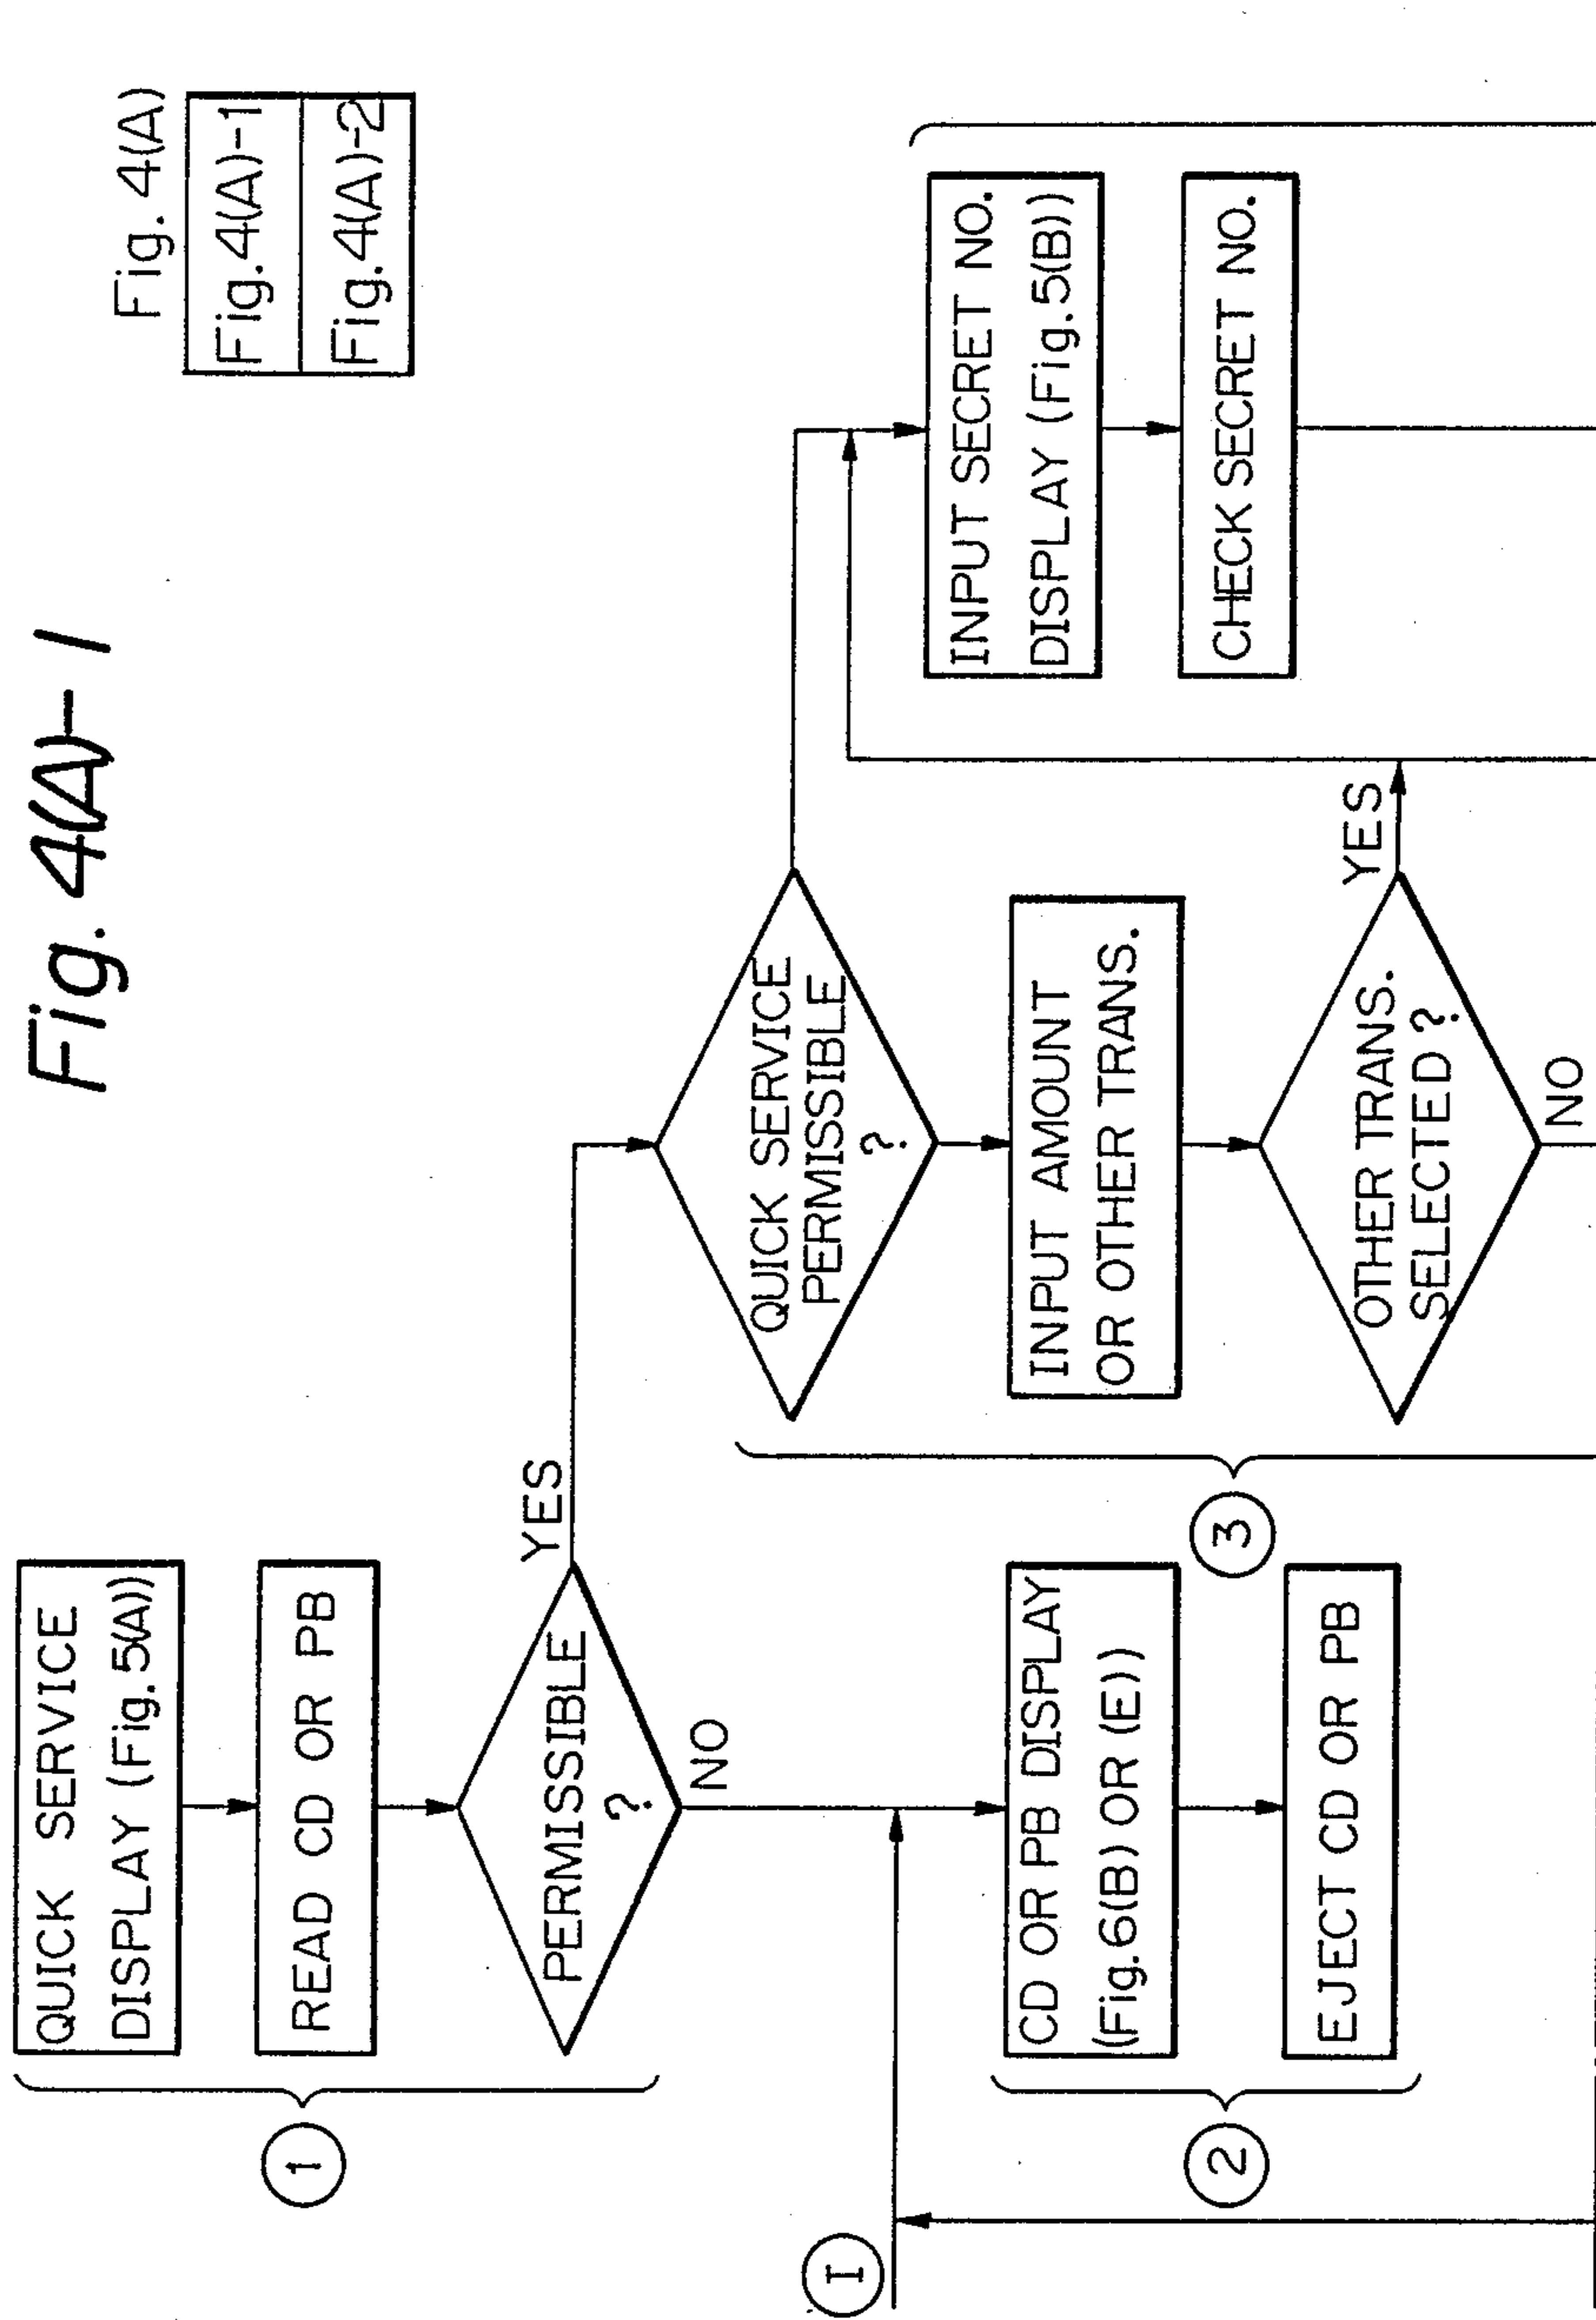 Fig. 4(A)-1
Fig. 4(A)
Fig.4(A)-1
Fig.4(A)-2
QUICK SERVICE
DISPLAY (Fig.5(A))
READ CD OR PB
PERMISSIBLE
?
YES
NO
1
I
CD OR PB DISPLAY
(Fig.6(B) OR (E))
EJECT CD OR PB
2
QUICK SERVICE
PERMISSIBLE
?
INPUT AMOUNT
OR OTHER TRANS.
OTHER TRANS.
SELECTED ?
YES
NO
3
INPUT SECRET NO.
DISPLAY (Fig.5(B))
CHECK SECRET NO.